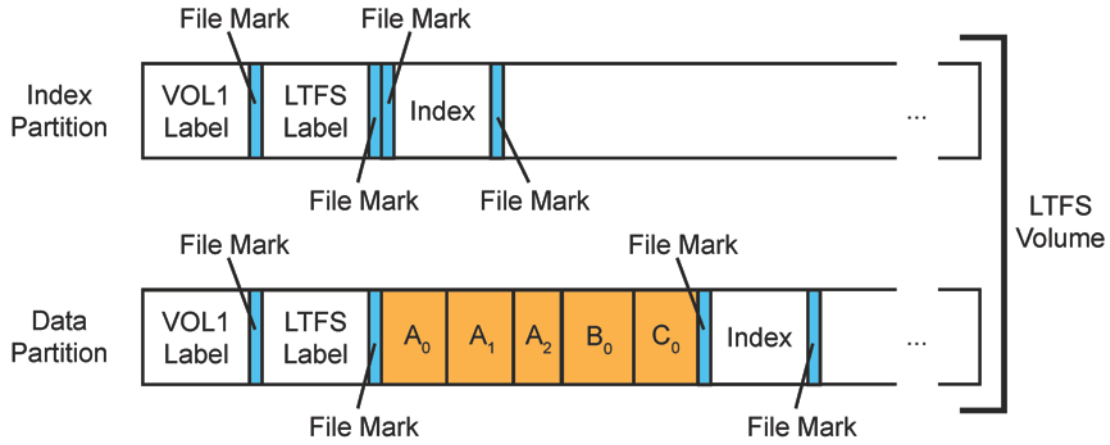 File Mark
File Mark
Index
Partition
VOL1
Label
LTFS
Label
Index
...
File Mark
File Mark
LTFS
Volume
File Mark
File Mark
Data
Partition
VOL1
Label
LTFS
Label
A0
A1
A2
B0
C0
Index
...
File Mark
File Mark